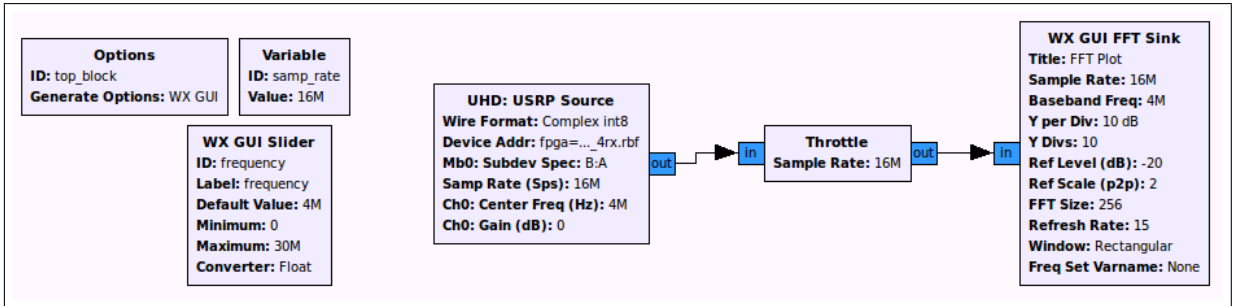 Options
ID: top_block
Generate Options: WX GUI
Variable
ID: samp_rate
Value: 16M
WX GUI Slider
ID: frequency
Label: frequency
Default Value: 4M
Minimum: 0
Maximum: 30M
Converter: Float
UHD: USRP Source
Wire Format: Complex int8
Device Addr: fpga=..._4rx.rbf
Mb0: Subdev Spec: B:A
Samp Rate (Sps): 16M
Ch0: Center Freq (Hz): 4M
Ch0: Gain (dB): 0
out
in
Throttle
Sample Rate: 16M
out
in
WX GUI FFT Sink
Title: FFT Plot
Sample Rate: 16M
Baseband Freq: 4M
Y per Div: 10 dB
Y Divs: 10
Ref Level (dB): -20
Ref Scale (p2p): 2
FFT Size: 256
Refresh Rate: 15
Window: Rectangular
Freq Set Varname: None